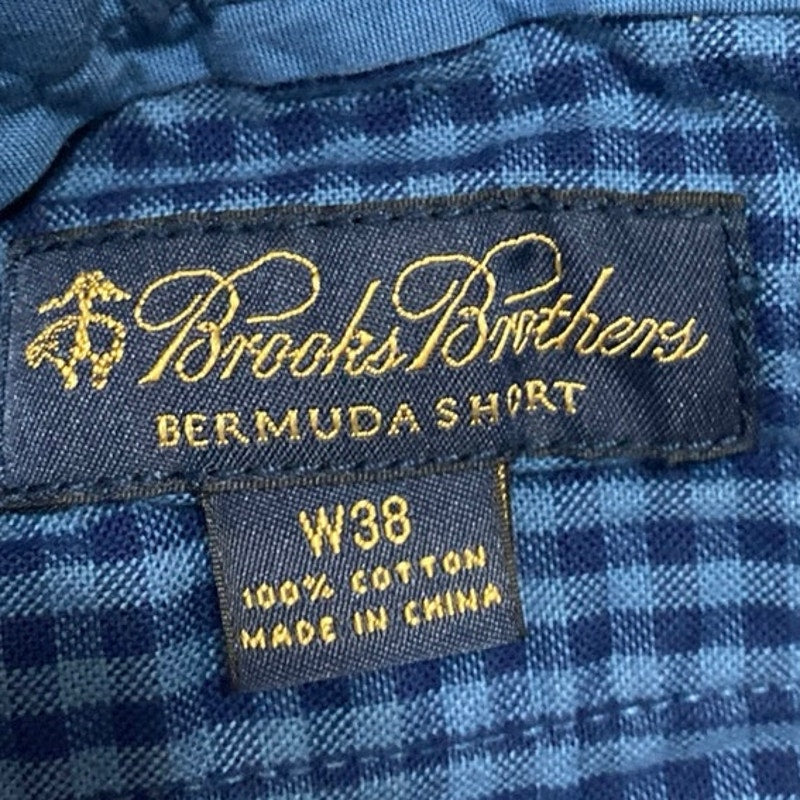 Brooks Brothers
BERMUDA SHORT
W38
100% COTTON
MADE IN CHINA